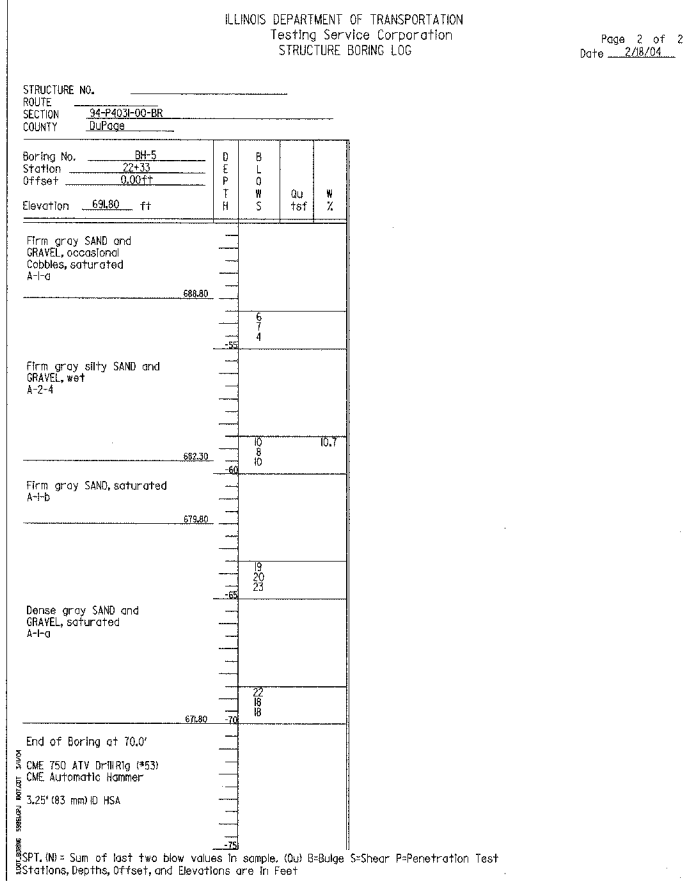 ILLINOIS DEPARTMENT OF TRANSPORTATION
Testing Service Corporation
STRUCTURE BORING LOG
Page 2 of 2
Date 2/18/04
STRUCTURE NO.
ROUTE
SECTION 94-P4031-00-BR
COUNTY DuPage
Boring No. BH-5
Station 22+33
Offset 0.00ft
Elevation 691.80 ft
DEPTH
BLOWS
Qu tsf
W %
Firm gray SAND and
GRAVEL, occasional
Cobbles, saturated
A-1-a
688.80
6
7
4
-55
Firm gray silty SAND and
GRAVEL, wet
A-2-4
10 10.7
8
682.30
10
-60
Firm gray SAND, saturated
A-1-b
679.80
19
20
23
-65
Dense gray SAND and
GRAVEL, saturated
A-1-a
22
18
18
671.80 -70
End of Boring at 70.0'
CME 750 ATV Drill Rig (*53)
CME Automatic Hammer
3.25' (83 mm) ID HSA
-75
SPT. (N) = Sum of last two blow values in sample. (Qu) B=Bulge S=Shear P=Penetration Test
Stations, Depths, Offset, and Elevations are in Feet